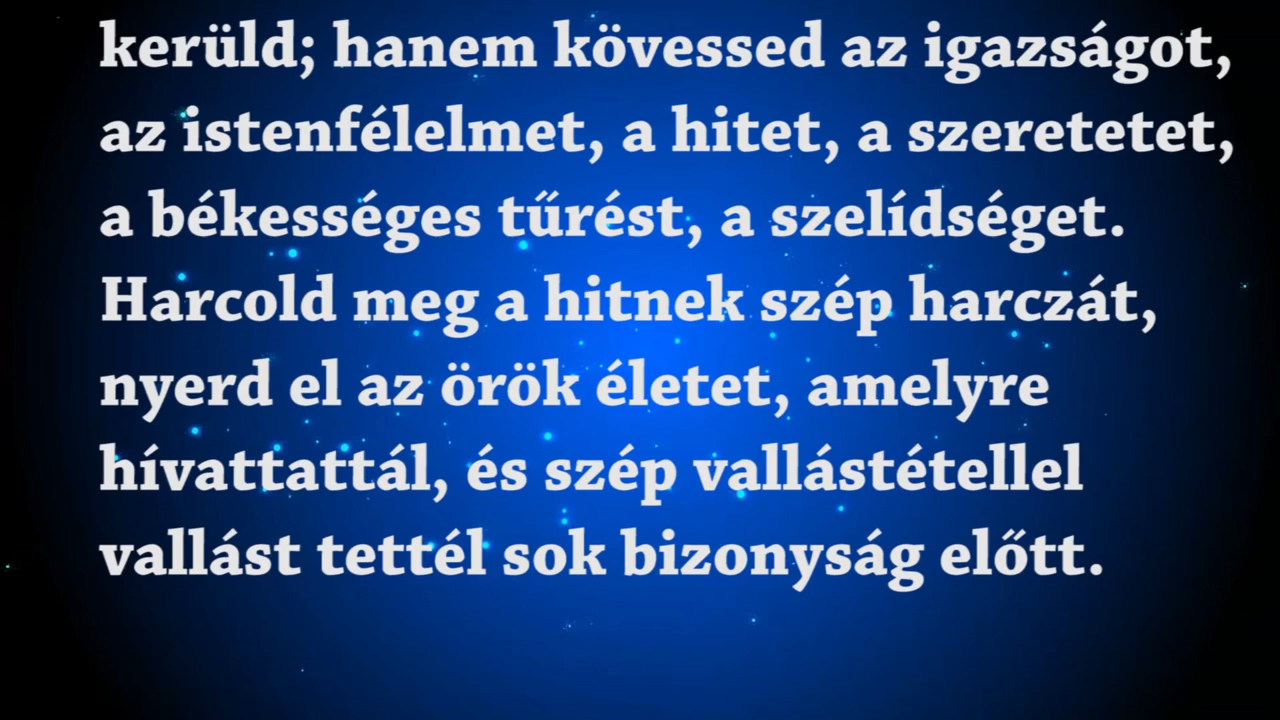 kerüld; hanem kövessed az igazságot,
az istenfélelmet, a hitet, a szeretetet,
a békességes tűrést, a szelídséget.
Harcold meg a hitnek szép harczát,
nyerd el az örök életet, amelyre
hívattattál, és szép vallástétellel
vallást tettél sok bizonyság előtt.